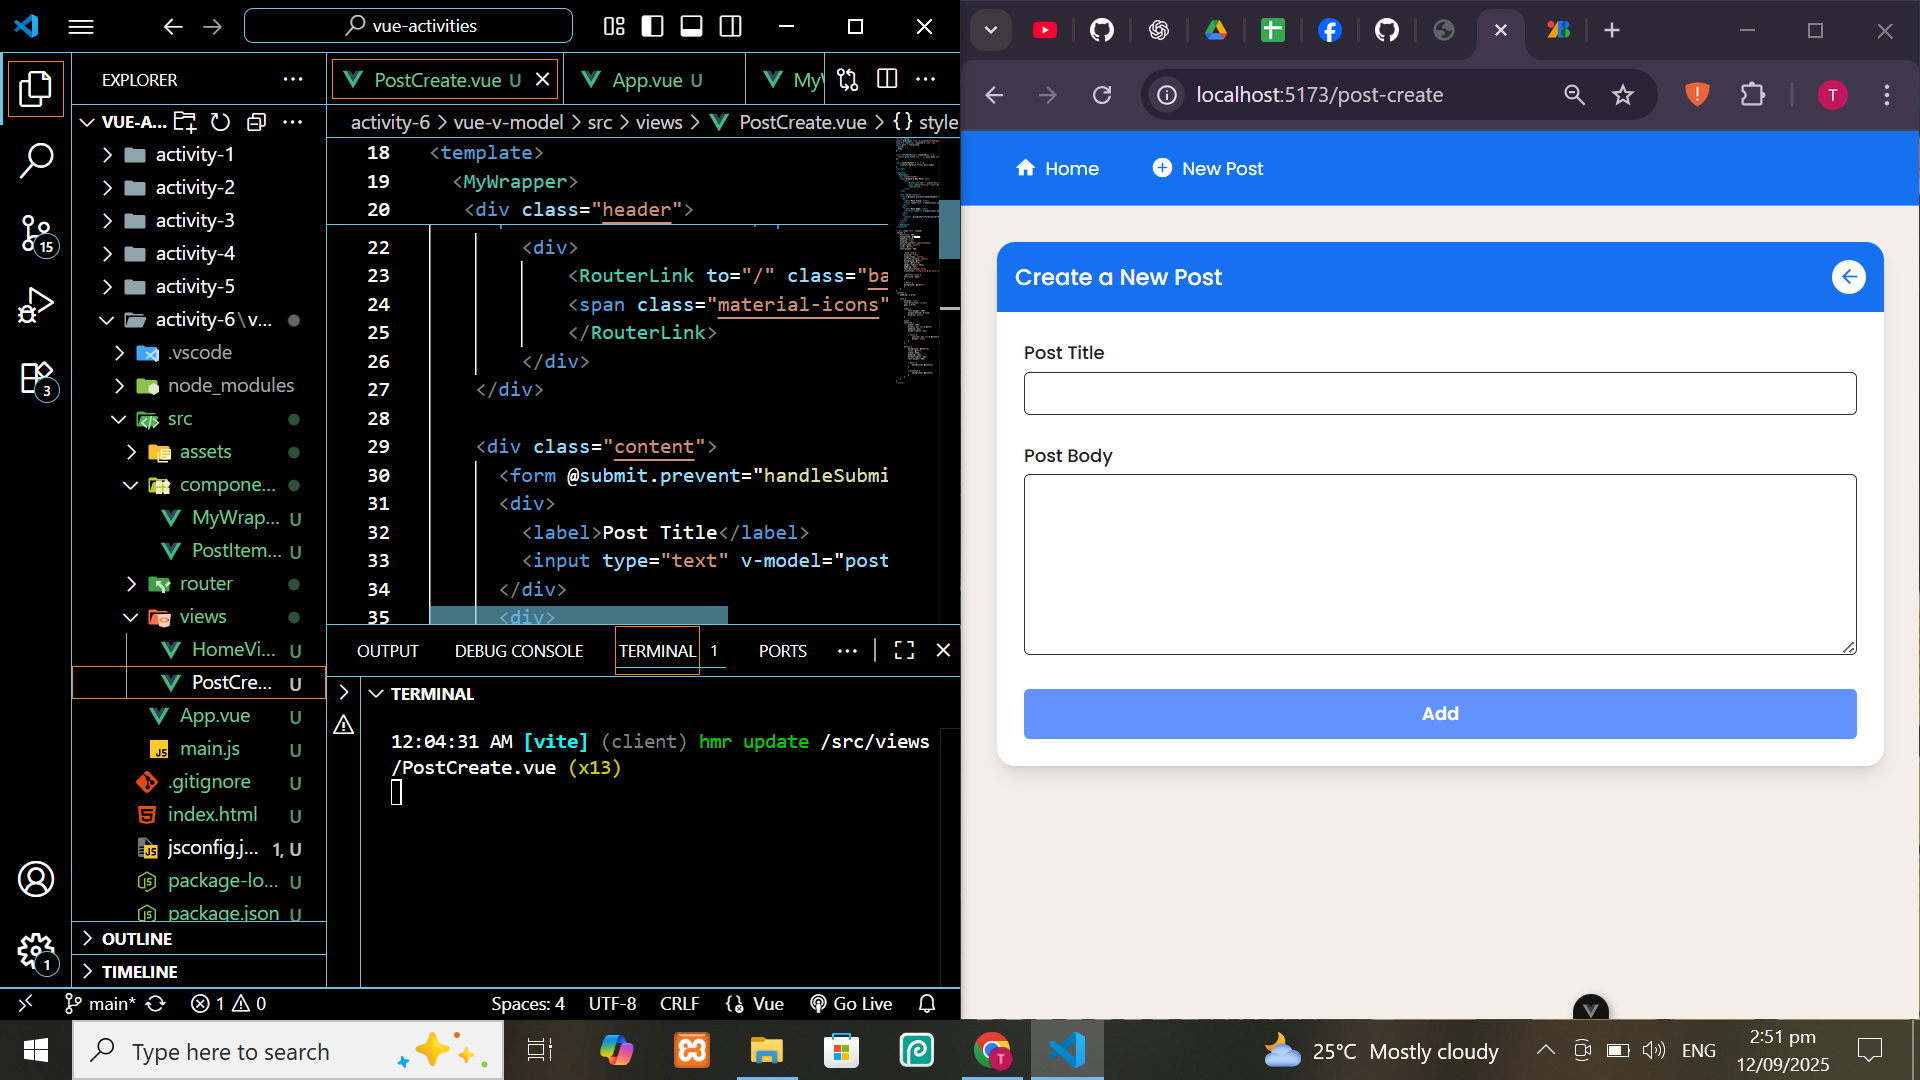 vue-activities
EXPLORER
VUE-A...
activity-1
activity-2
activity-3
activity-4
activity-5
activity-6\v...
.vscode
node_modules
src
assets
compone...
MyWrap... U
PostItem... U
router
views
HomeVi... U
PostCre... U
App.vue U
main.js U
.gitignore U
index.html U
jsconfig.j... 1, U
package-lo... U
package.json U
OUTLINE
TIMELINE
15
3
1
PostCreate.vue U
App.vue U
MyV
activity-6 > vue-v-model > src > views > PostCreate.vue > {} style
18 <template>
19 <MyWrapper>
20 <div class="header">
22 <div>
23 <RouterLink to="/" class="ba
24 <span class="material-icons"
25 </RouterLink>
26 </div>
27 </div>
28
29 <div class="content">
30 <form @submit.prevent="handleSubmi
31 <div>
32 <label>Post Title</label>
33 <input type="text" v-model="post
34 </div>
35 <div>
OUTPUT DEBUG CONSOLE TERMINAL 1 PORTS
TERMINAL
12:04:31 AM [vite] (client) hmr update /src/views
/PostCreate.vue (x13)
main* 1 0 Spaces: 4 UTF-8 CRLF {} Vue Go Live
localhost:5173/post-create
T
Home New Post
Create a New Post
Post Title
Post Body
Add
Type here to search
T
25°C Mostly cloudy
ENG
2:51 pm
12/09/2025